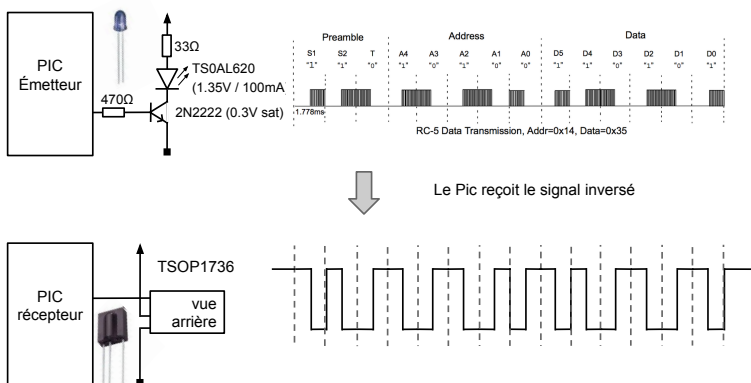 PIC
Émetteur
33Ω
TS0AL620
(1.35V / 100mA
470Ω
2N2222 (0.3V sat)
Preamble Address Data
S1 S2 T A4 A3 A2 A1 A0 D5 D4 D3 D2 D1 D0
"1" "1" "0" "1" "0" "1" "0" "0" "1" "1" "0" "1" "0" "1"
1.778ms
RC-5 Data Transmission, Addr=0x14, Data=0x35
Le Pic reçoit le signal inversé
PIC
récepteur
TSOP1736
vue
arrière